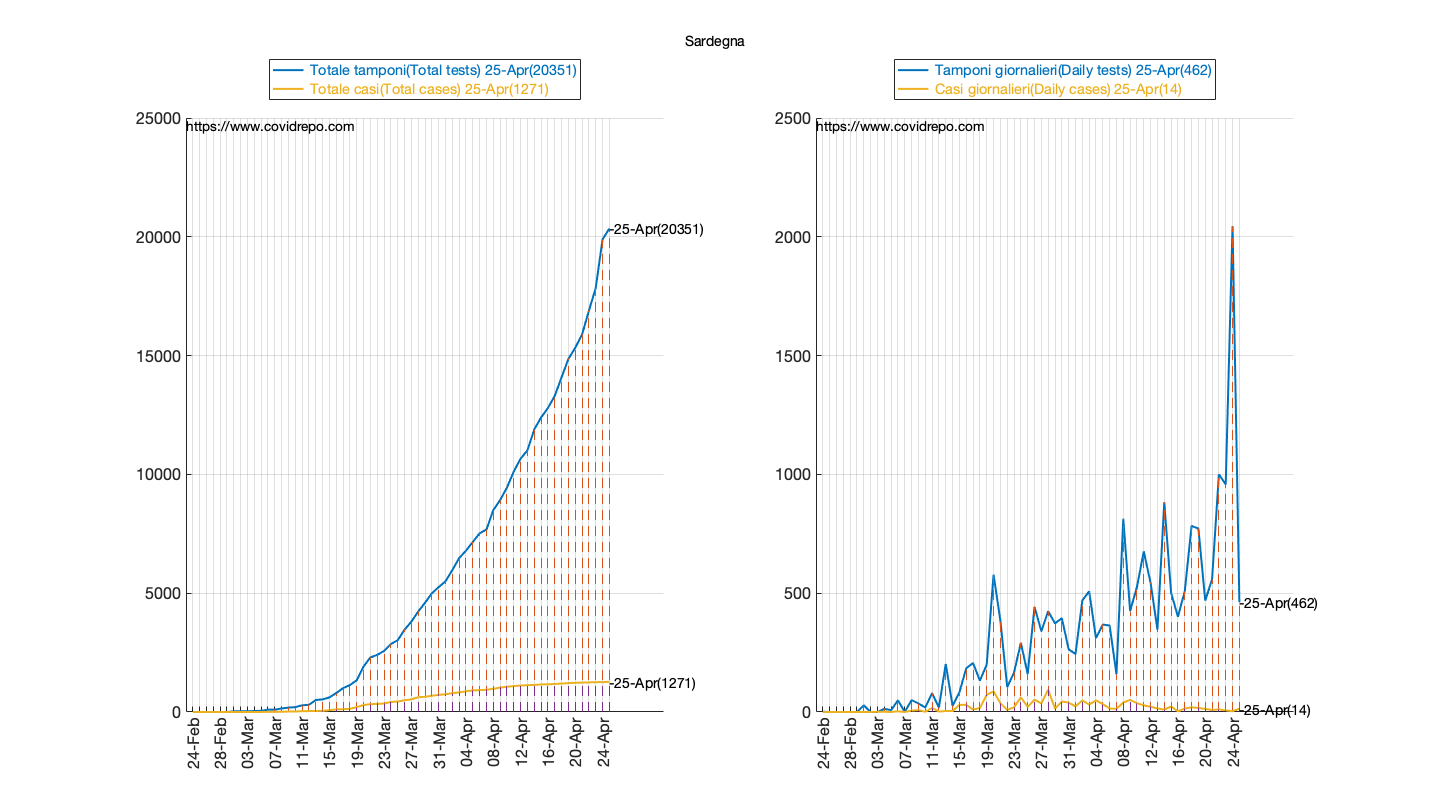 Sardegna
Totale tamponi(Total tests) 25-Apr(20351)
Totale casi(Total cases) 25-Apr(1271)
25000
20000
15000
10000
5000
0
https://www.covidrepo.com
25-Apr(20351)
25-Apr(1271)
24-Feb
28-Feb
03-Mar
07-Mar
11-Mar
15-Mar
19-Mar
23-Mar
27-Mar
31-Mar
04-Apr
08-Apr
12-Apr
16-Apr
20-Apr
24-Apr
Tamponi giornalieri(Daily tests) 25-Apr(462)
Casi giornalieri(Daily cases) 25-Apr(14)
2500
2000
1500
1000
500
0
https://www.covidrepo.com
25-Apr(462)
25-Apr(14)
24-Feb
28-Feb
03-Mar
07-Mar
11-Mar
15-Mar
19-Mar
23-Mar
27-Mar
31-Mar
04-Apr
08-Apr
12-Apr
16-Apr
20-Apr
24-Apr